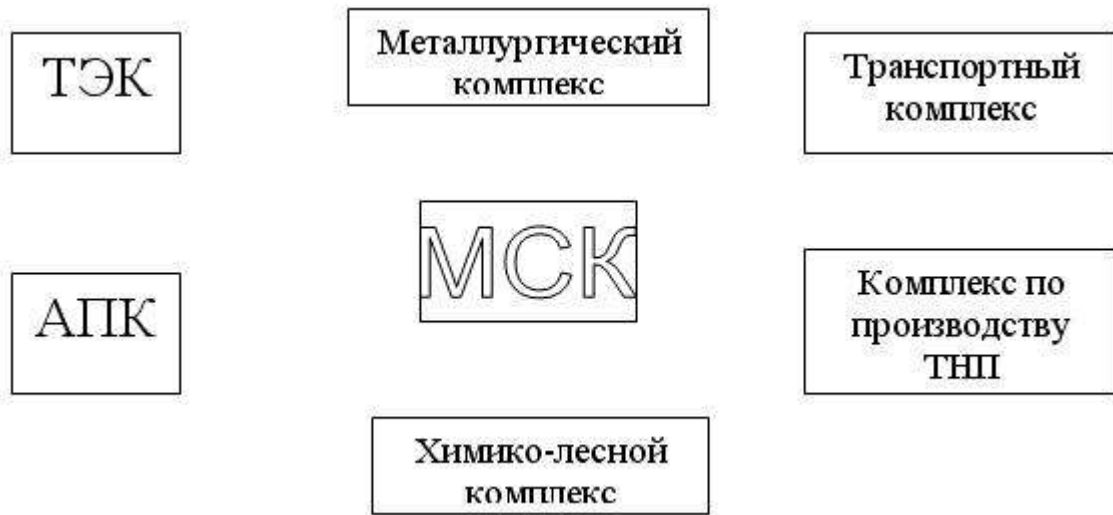 ТЭК
Металлургический
комплекс
Транспортный
комплекс
МСК
АПК
Комплекс по
производству
ТНП
Химико-лесной
комплекс